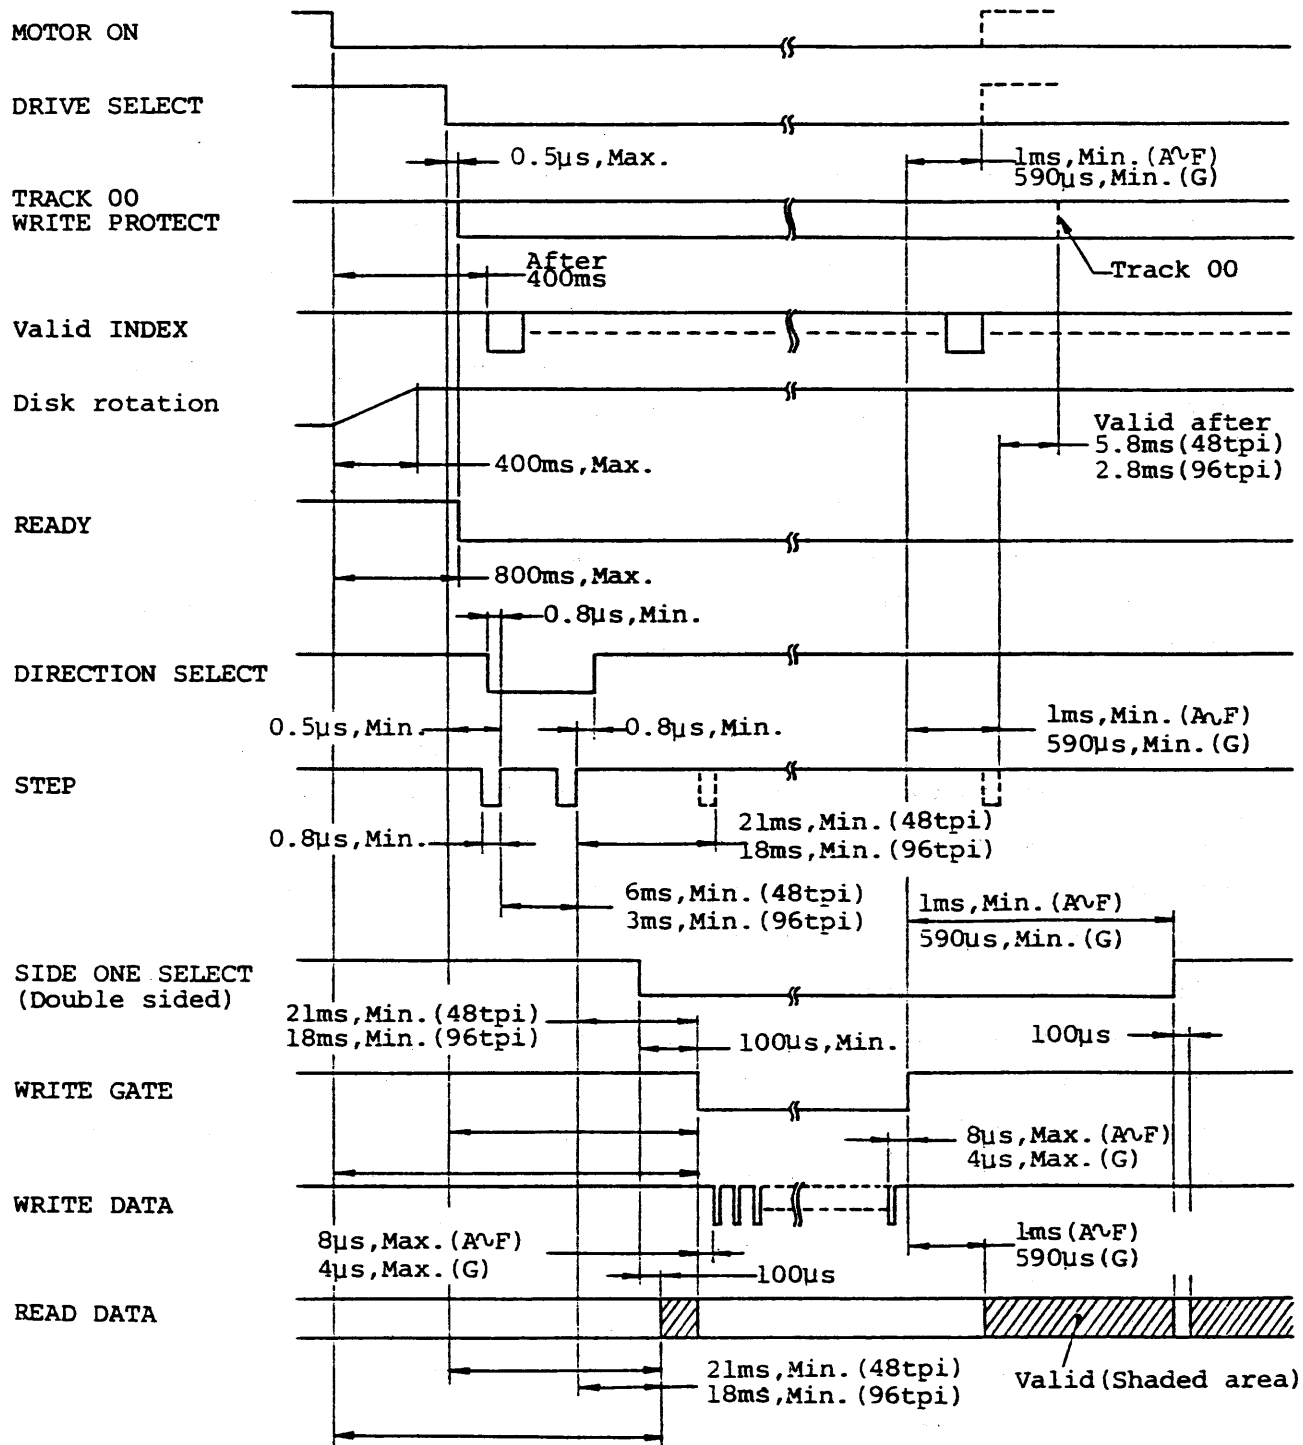 MOTOR ON
DRIVE SELECT
0.5µs,Max.
1ms,Min.(A∿F)
590µs,Min.(G)
TRACK 00
WRITE PROTECT
After
400ms
Track 00
Valid INDEX
Disk rotation
Valid after
5.8ms(48tpi)
2.8ms(96tpi)
400ms,Max.
READY
800ms,Max.
0.8µs,Min.
DIRECTION SELECT
0.5µs,Min.
0.8µs,Min.
1ms,Min.(A∿F)
590µs,Min.(G)
STEP
0.8µs,Min.
21ms,Min.(48tpi)
18ms,Min.(96tpi)
6ms,Min.(48tpi)
3ms,Min.(96tpi)
1ms,Min.(A∿F)
590µs,Min.(G)
SIDE ONE SELECT
(Double sided)
21ms,Min.(48tpi)
18ms,Min.(96tpi)
100µs,Min.
100µs
WRITE GATE
8µs,Max.(A∿F)
4µs,Max.(G)
WRITE DATA
8µs,Max.(A∿F)
4µs,Max.(G)
1ms(A∿F)
590µs(G)
100µs
READ DATA
21ms,Min.(48tpi)
18ms,Min.(96tpi)
Valid(Shaded area)